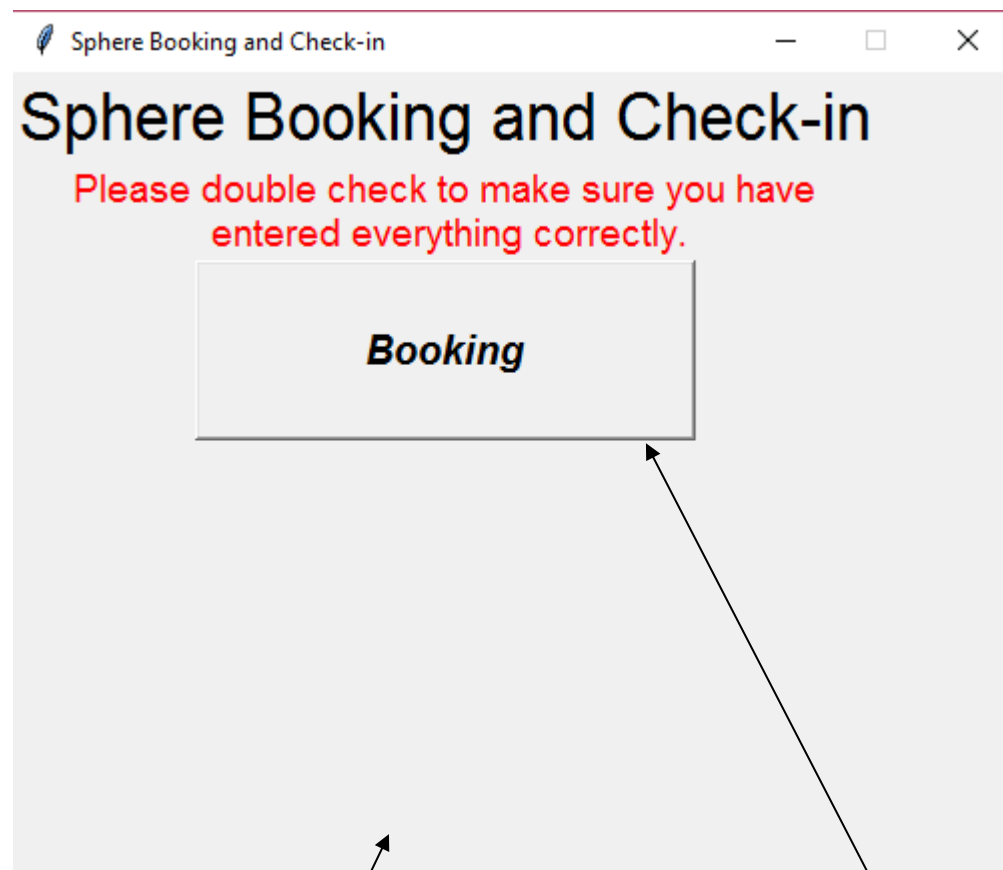 Sphere Booking and Check-in
Sphere Booking and Check-in
Please double check to make sure you have
entered everything correctly.
Booking